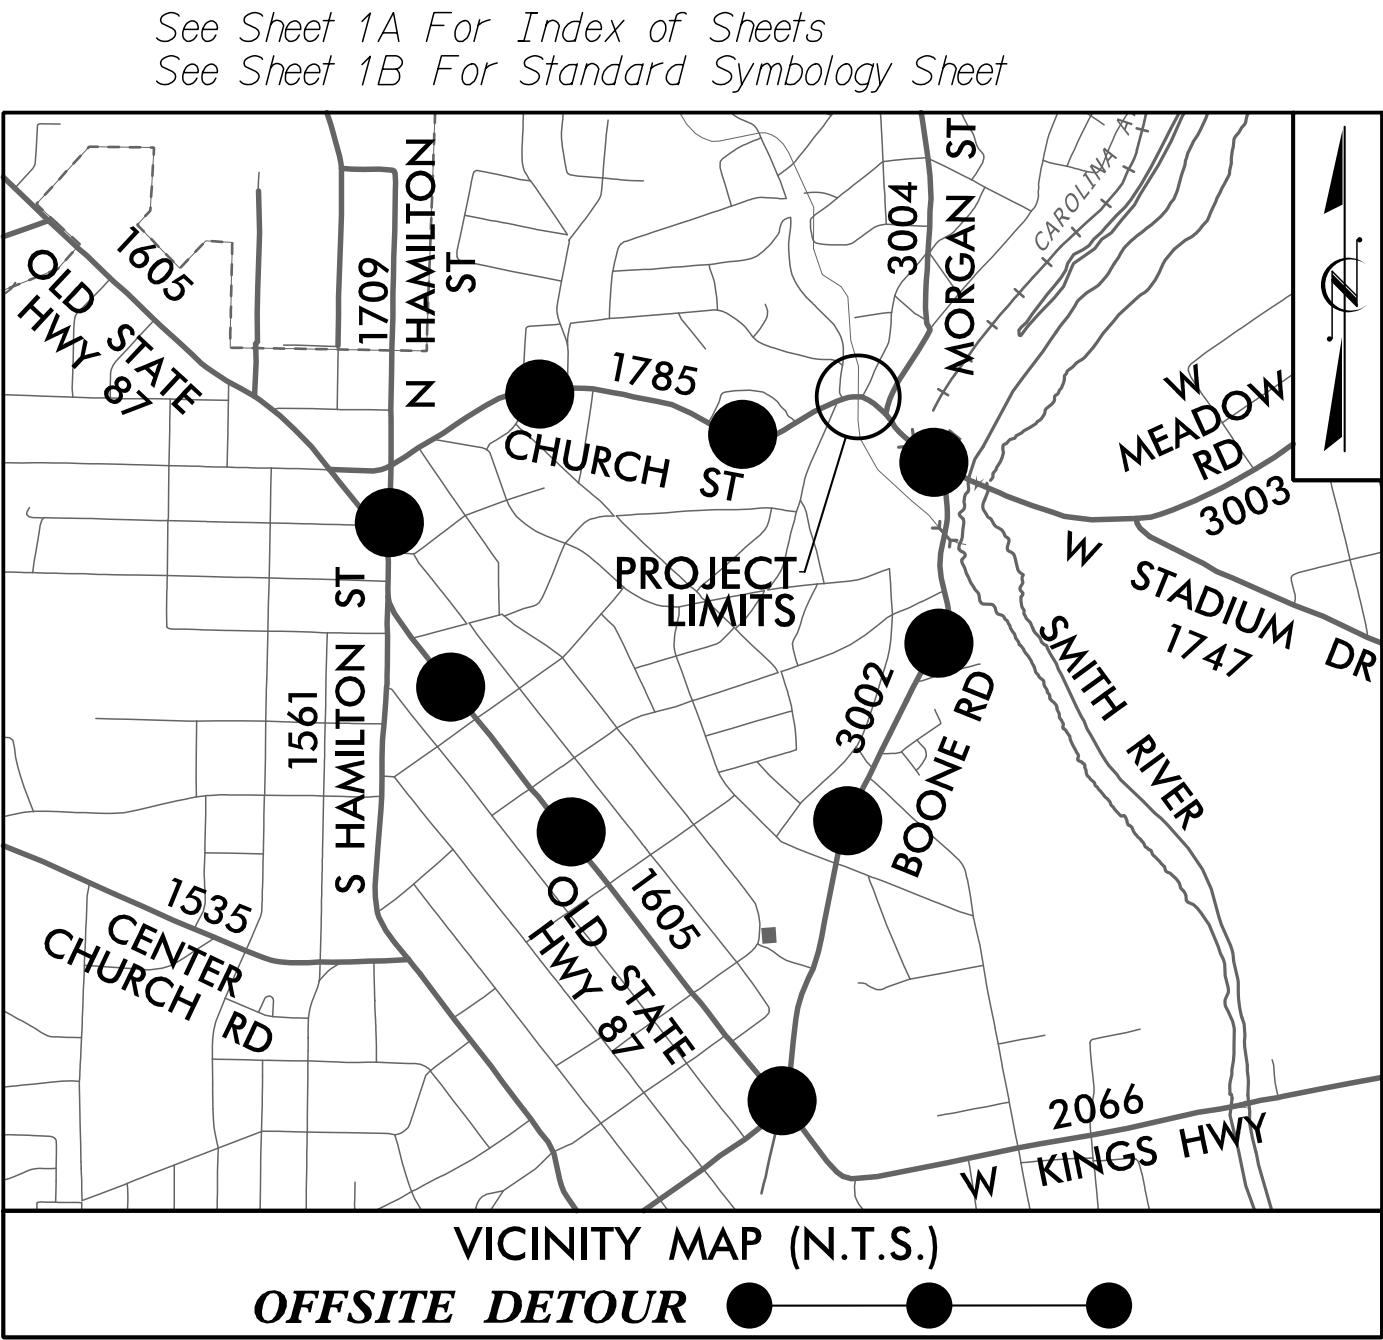 See Sheet 1A For Index of Sheets
See Sheet 1B For Standard Symbology Sheet
1605
OLD STATE
HWY 87
1709
N HAMILTON
ST
3004
MORGAN ST
CAROLINA A
N
1785
CHURCH ST
W
MEADOW
RD
3003
PROJECT
LIMITS
W STADIUM DR
1747
SMITH RIVER
3002
BOONE RD
1561
S HAMILTON ST
1535
CENTER
CHURCH RD
1605
OLD STATE
HWY 87
2066
W KINGS HWY
VICINITY MAP (N.T.S.)
OFFSITE DETOUR